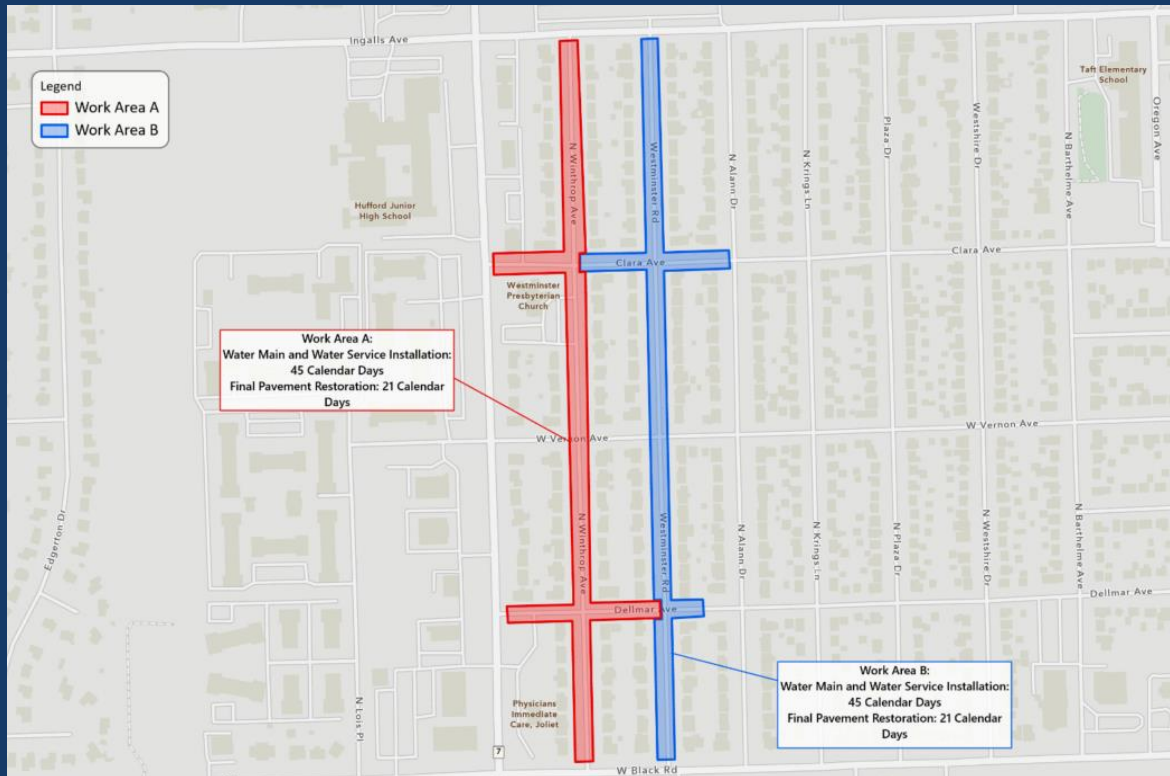 Ingalls Ave
Legend
Work Area A
Work Area B
Taft Elementary
School
Oregon Ave
N Winthrop Ave
Westminster Rd
N Alann Dr
N Krings Ln
Plaza Dr
Westshire Dr
N Barthelme Ave
Hufford Junior
High School
Clara Ave
Clara Ave
Westminster
Presbyterian
Church
Work Area A:
Water Main and Water Service Installation:
45 Calendar Days
Final Pavement Restoration: 21 Calendar
Days
W Vernon Ave
W Vernon Ave
Edgerton Dr
N Winthrop Ave
Westminster Rd
N Alann Dr
N Krings Ln
N Plaza Dr
N Westshire Dr
N Barthelme Ave
Dellmar Ave
Dellmar Ave
Work Area B:
Water Main and Water Service Installation:
45 Calendar Days
Final Pavement Restoration: 21 Calendar
Days
N Lois Pl
Physicians
Immediate
Care, Joliet
7
W Black Rd